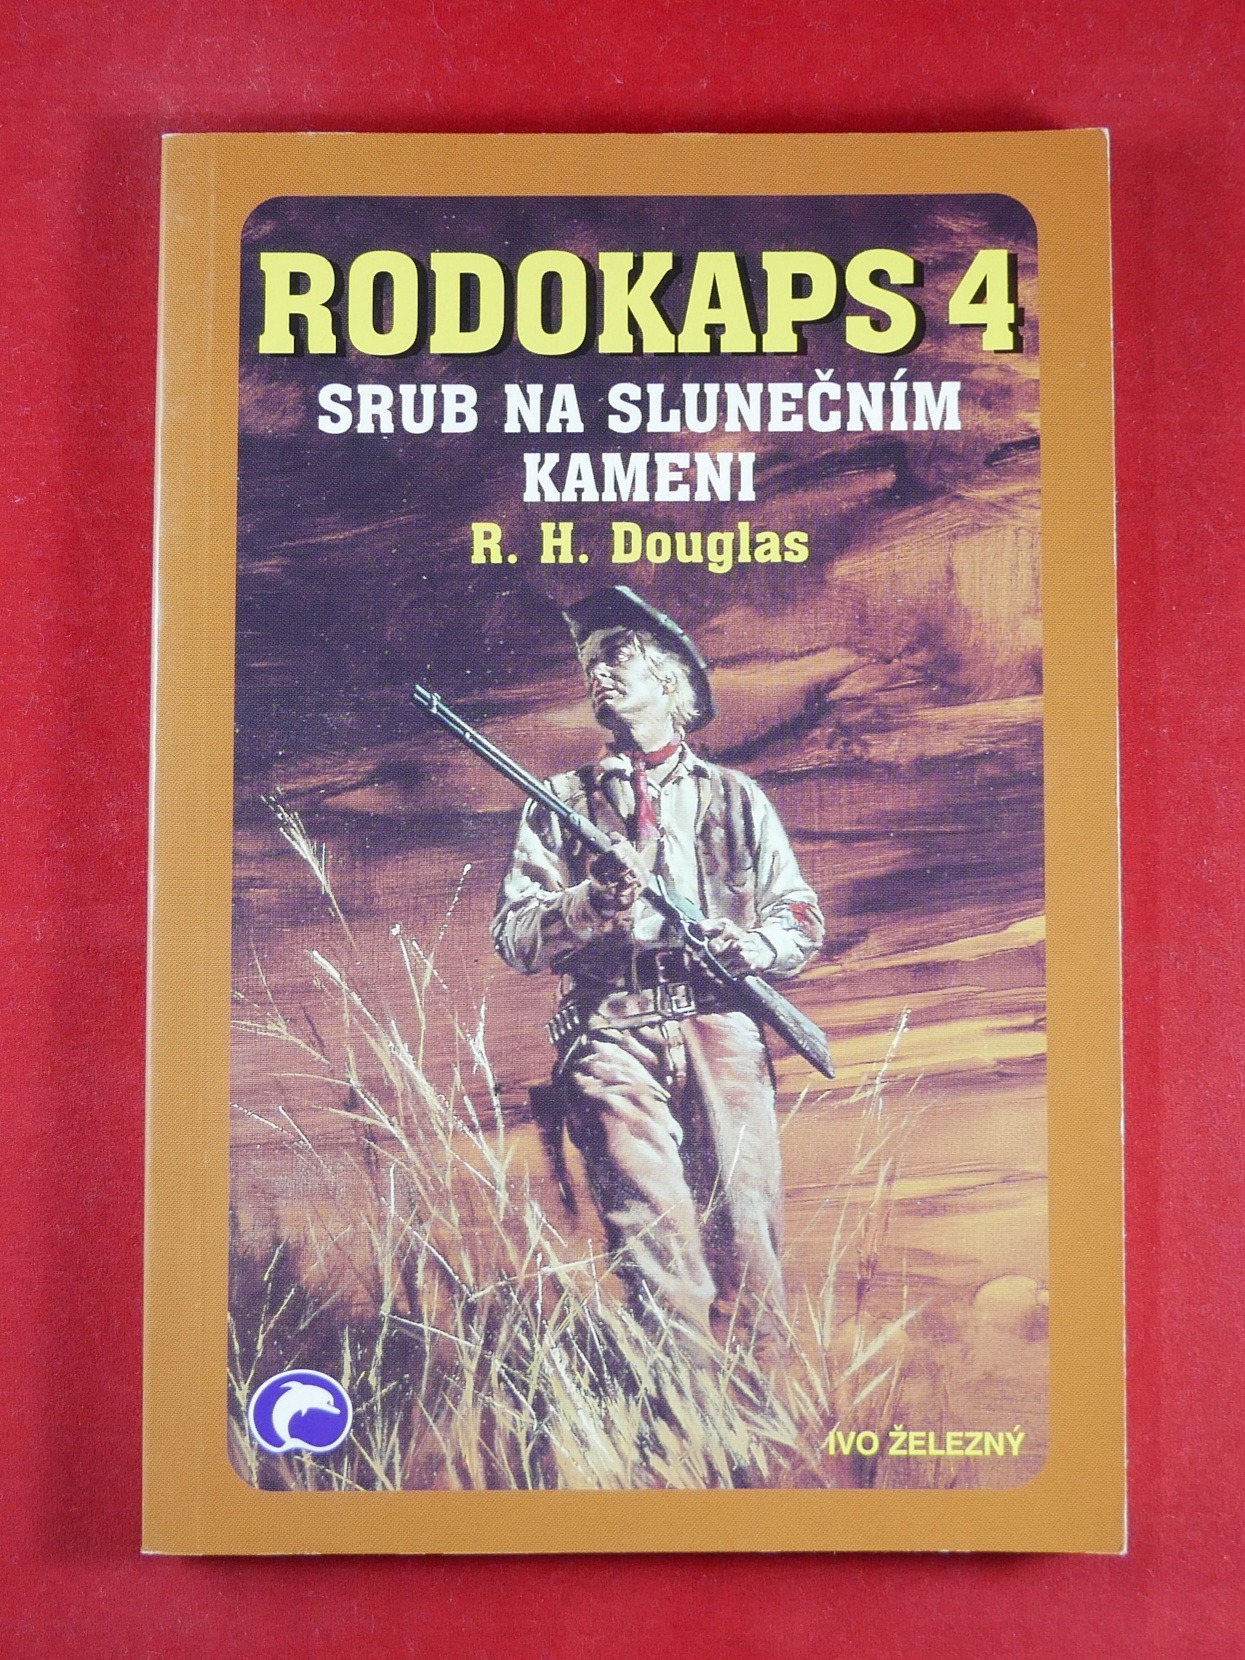 RODOKAPS 4
SRUB NA SLUNEČNÍM
KAMENI
R. H. Douglas
IVO ŽELEZNÝ